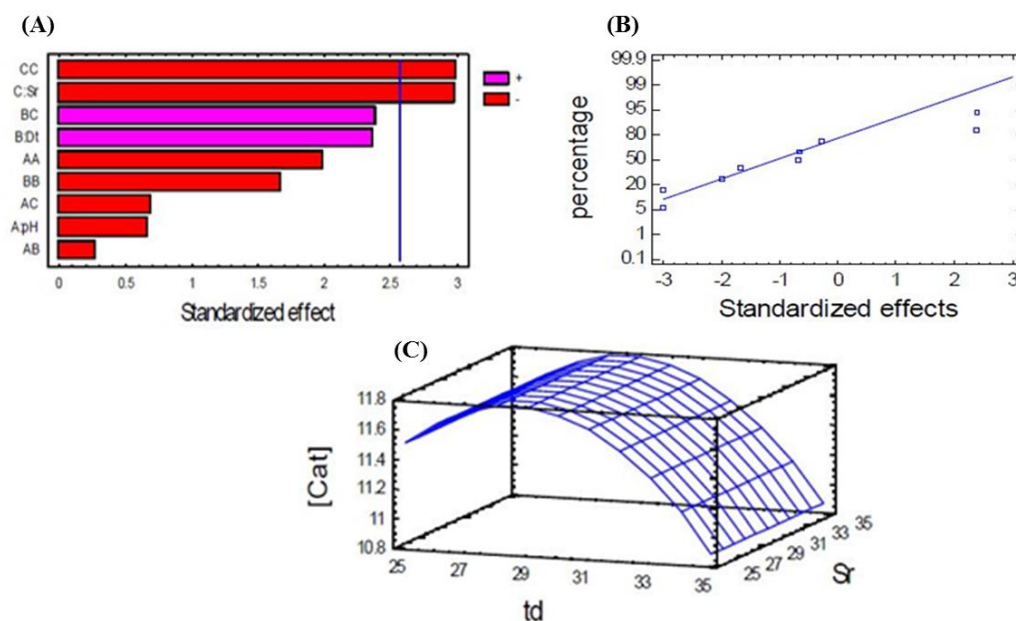 (A)
CC
C:Sr
BC
B:Dt
AA
BB
AC
A:pH
AB
0 0.5 1 1.5 2 2.5 3
Standardized effect
+
-
(B)
percentage
99.9
99
95
80
50
20
5
1
0.1
-3 -2 -1 0 1 2 3
Standardized effects
(C)
[Cat]
11.8
11.6
11.4
11.2
11
10.8
25 27 29 31 33 35
td
25 27 29 31 33 35
Sr